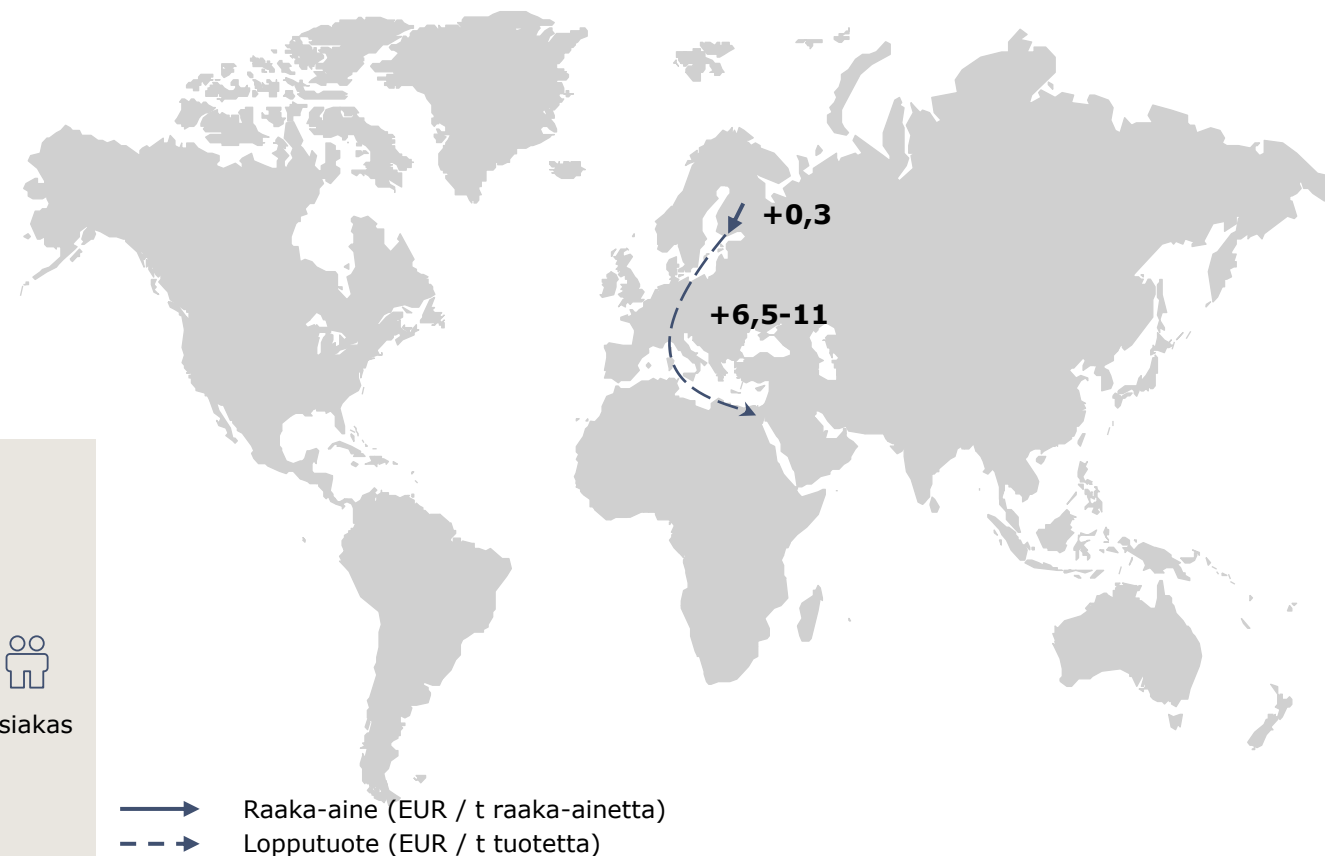 +0,3
+6,5-11
siakas
Raaka-aine (EUR / t raaka-ainetta)
Lopputuote (EUR / t tuotetta)